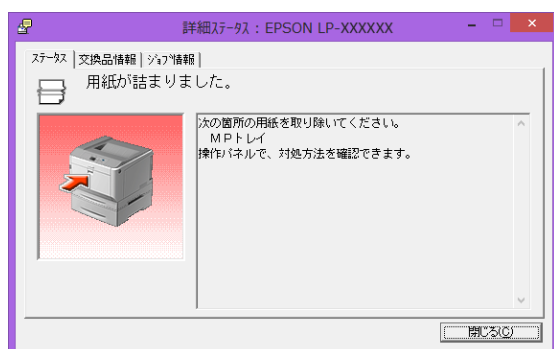 詳細ステータス：EPSON LP-XXXXXX
ステータス 交換品情報 ジョブ情報
用紙が詰まりました。
次の箇所の用紙を取り除いてください。
ＭＰトレイ
操作パネルで、対処方法を確認できます。
閉じる(C)